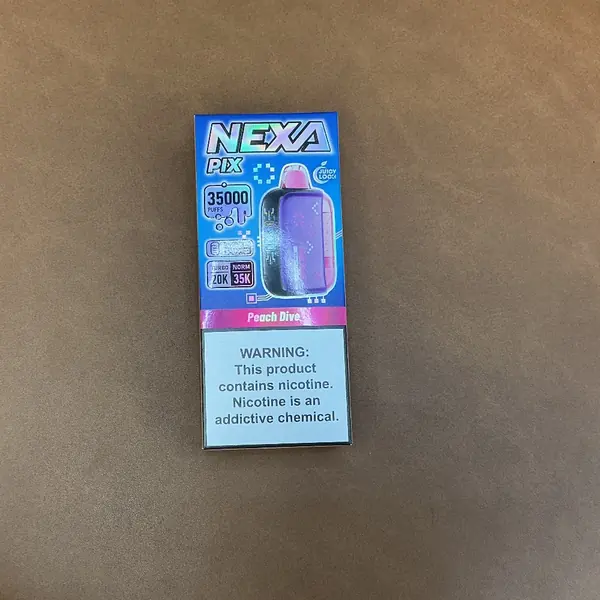 NEXA
PIX
JUICY
35000
PUFFS
TURBO NORM
20K 35K
Peach Dive
WARNING:
This product
contains nicotine.
Nicotine is an
addictive chemical.